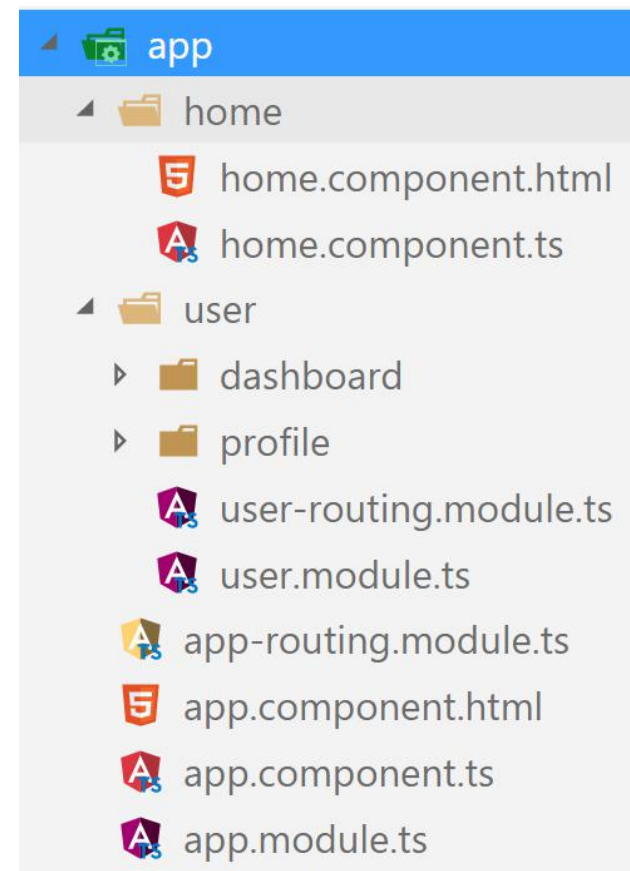 app
home
home.component.html
home.component.ts
user
dashboard
profile
user-routing.module.ts
user.module.ts
app-routing.module.ts
app.component.html
app.component.ts
app.module.ts